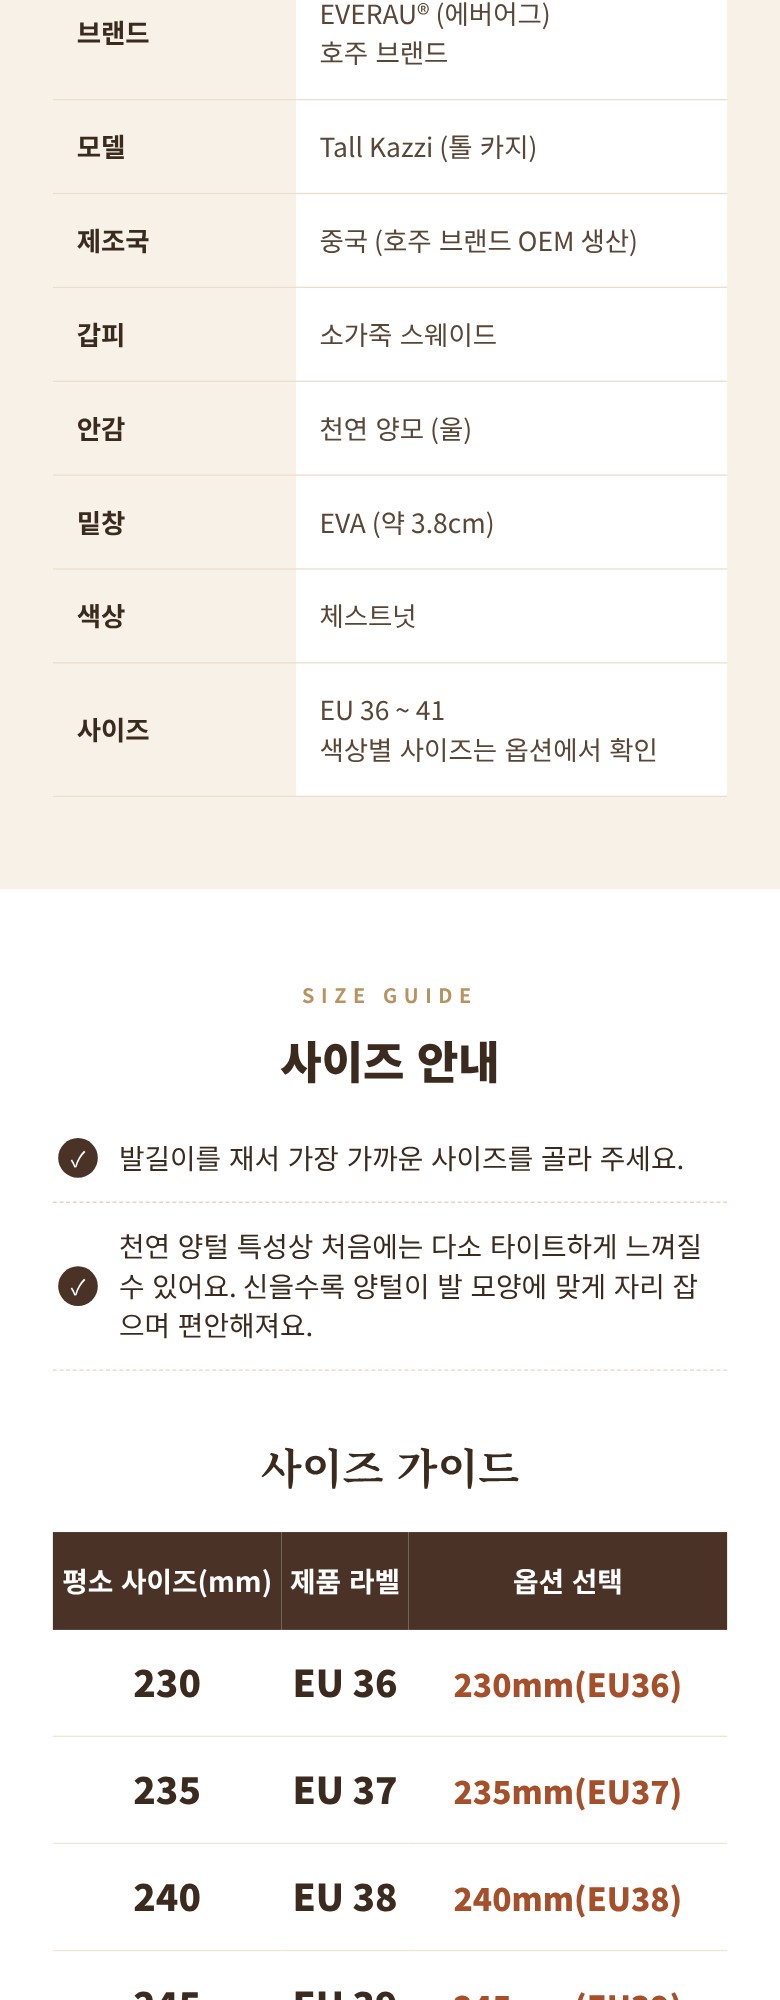 브랜드
EVERAU® (에버어그)
호주 브랜드
모델
Tall Kazzi (톨 카지)
제조국
중국 (호주 브랜드 OEM 생산)
갑피
소가죽 스웨이드
안감
천연 양모 (울)
밑창
EVA (약 3.8cm)
색상
체스트넛
사이즈
EU 36 ~ 41
색상별 사이즈는 옵션에서 확인
SIZE GUIDE
사이즈 안내
✓ 발길이를 재서 가장 가까운 사이즈를 골라 주세요.
천연 양털 특성상 처음에는 다소 타이트하게 느껴질
✓ 수 있어요. 신을수록 양털이 발 모양에 맞게 자리 잡
으며 편안해져요.
사이즈 가이드
평소 사이즈(mm) 제품 라벨 옵션 선택
230 EU 36 230mm(EU36)
235 EU 37 235mm(EU37)
240 EU 38 240mm(EU38)